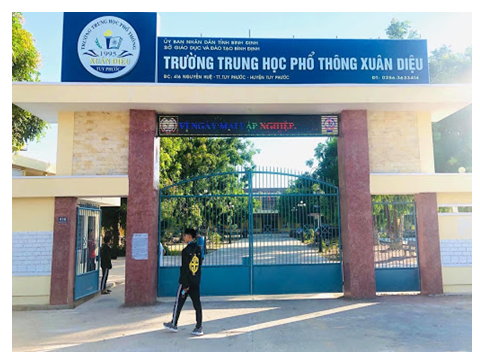 TRƯỜNG TRUNG HỌC PHỔ THÔNG
1995
XUÂN DIỆU
TUY PHƯỚC
ỦY BAN NHÂN DÂN TỈNH BÌNH ĐỊNH
SỞ GIÁO DỤC VÀ ĐÀO TẠO BÌNH ĐỊNH
TRƯỜNG TRUNG HỌC PHỔ THÔNG XUÂN DIỆU
ĐC: 416 NGUYỄN HUỆ - TT. TUY PHƯỚC - HUYỆN TUY PHƯỚC
ĐT: 0256 3633414
NGÀY MAI LẬP NGHIỆP.